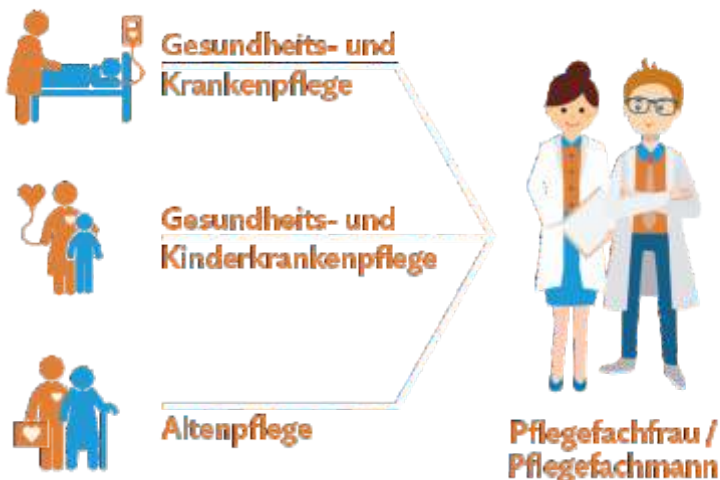 Gesundheits- und
Krankenpflege
Gesundheits- und
Kinderkrankenpflege
Altenpflege
Pflegefachfrau /
Pflegefachmann